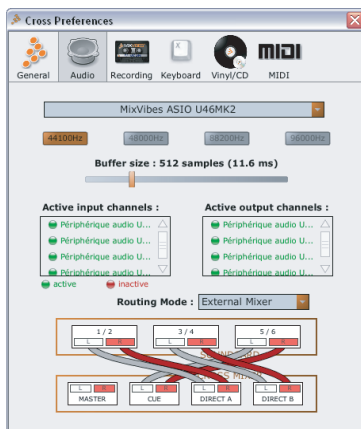 Cross Preferences
MIDI
General Audio Recording Keyboard Vinyl/CD MIDI
MixVibes ASIO U46MK2
44100Hz 48000Hz 88200Hz 96000Hz
Buffer size : 512 samples (11.6 ms)
Active input channels : Active output channels :
Périphérique audio U... Périphérique audio U...
Périphérique audio U... Périphérique audio U...
Périphérique audio U... Périphérique audio U...
Périphérique audio U... Périphérique audio U...
active inactive
Routing Mode : External Mixer
1 / 2 3 / 4 5 / 6
L R L R L R
L R L R L R L R
MASTER CUE DIRECT A DIRECT B